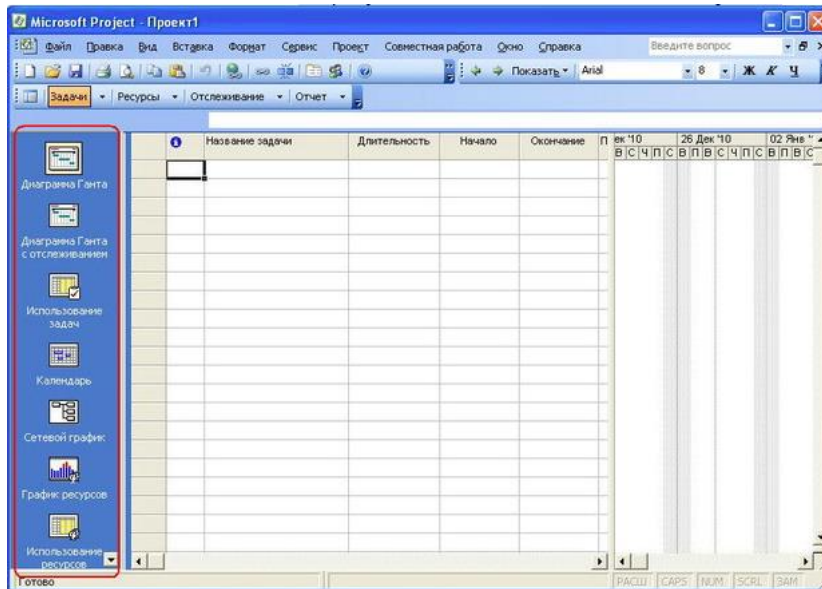 Microsoft Project - Проект1
Файл Правка Вид Вставка Формат Сервис Проект Совместная работа Окно Справка Введите вопрос
Показать Arial 8 Ж К Ч
Задачи Ресурсы Отслеживание Отчет
Название задачи Длительность Начало Окончание П ек '10 26 Дек '10 02 Янв '
В С Ч П С В П В С Ч П С В П В С
Диаграмма Ганта
Диаграмма Ганта
с отслеживанием
Использование
задач
Календарь
Сетевой график
График ресурсов
Использование
ресурсов
Готово РАСШ CAPS NUM SCRL ЗАМ